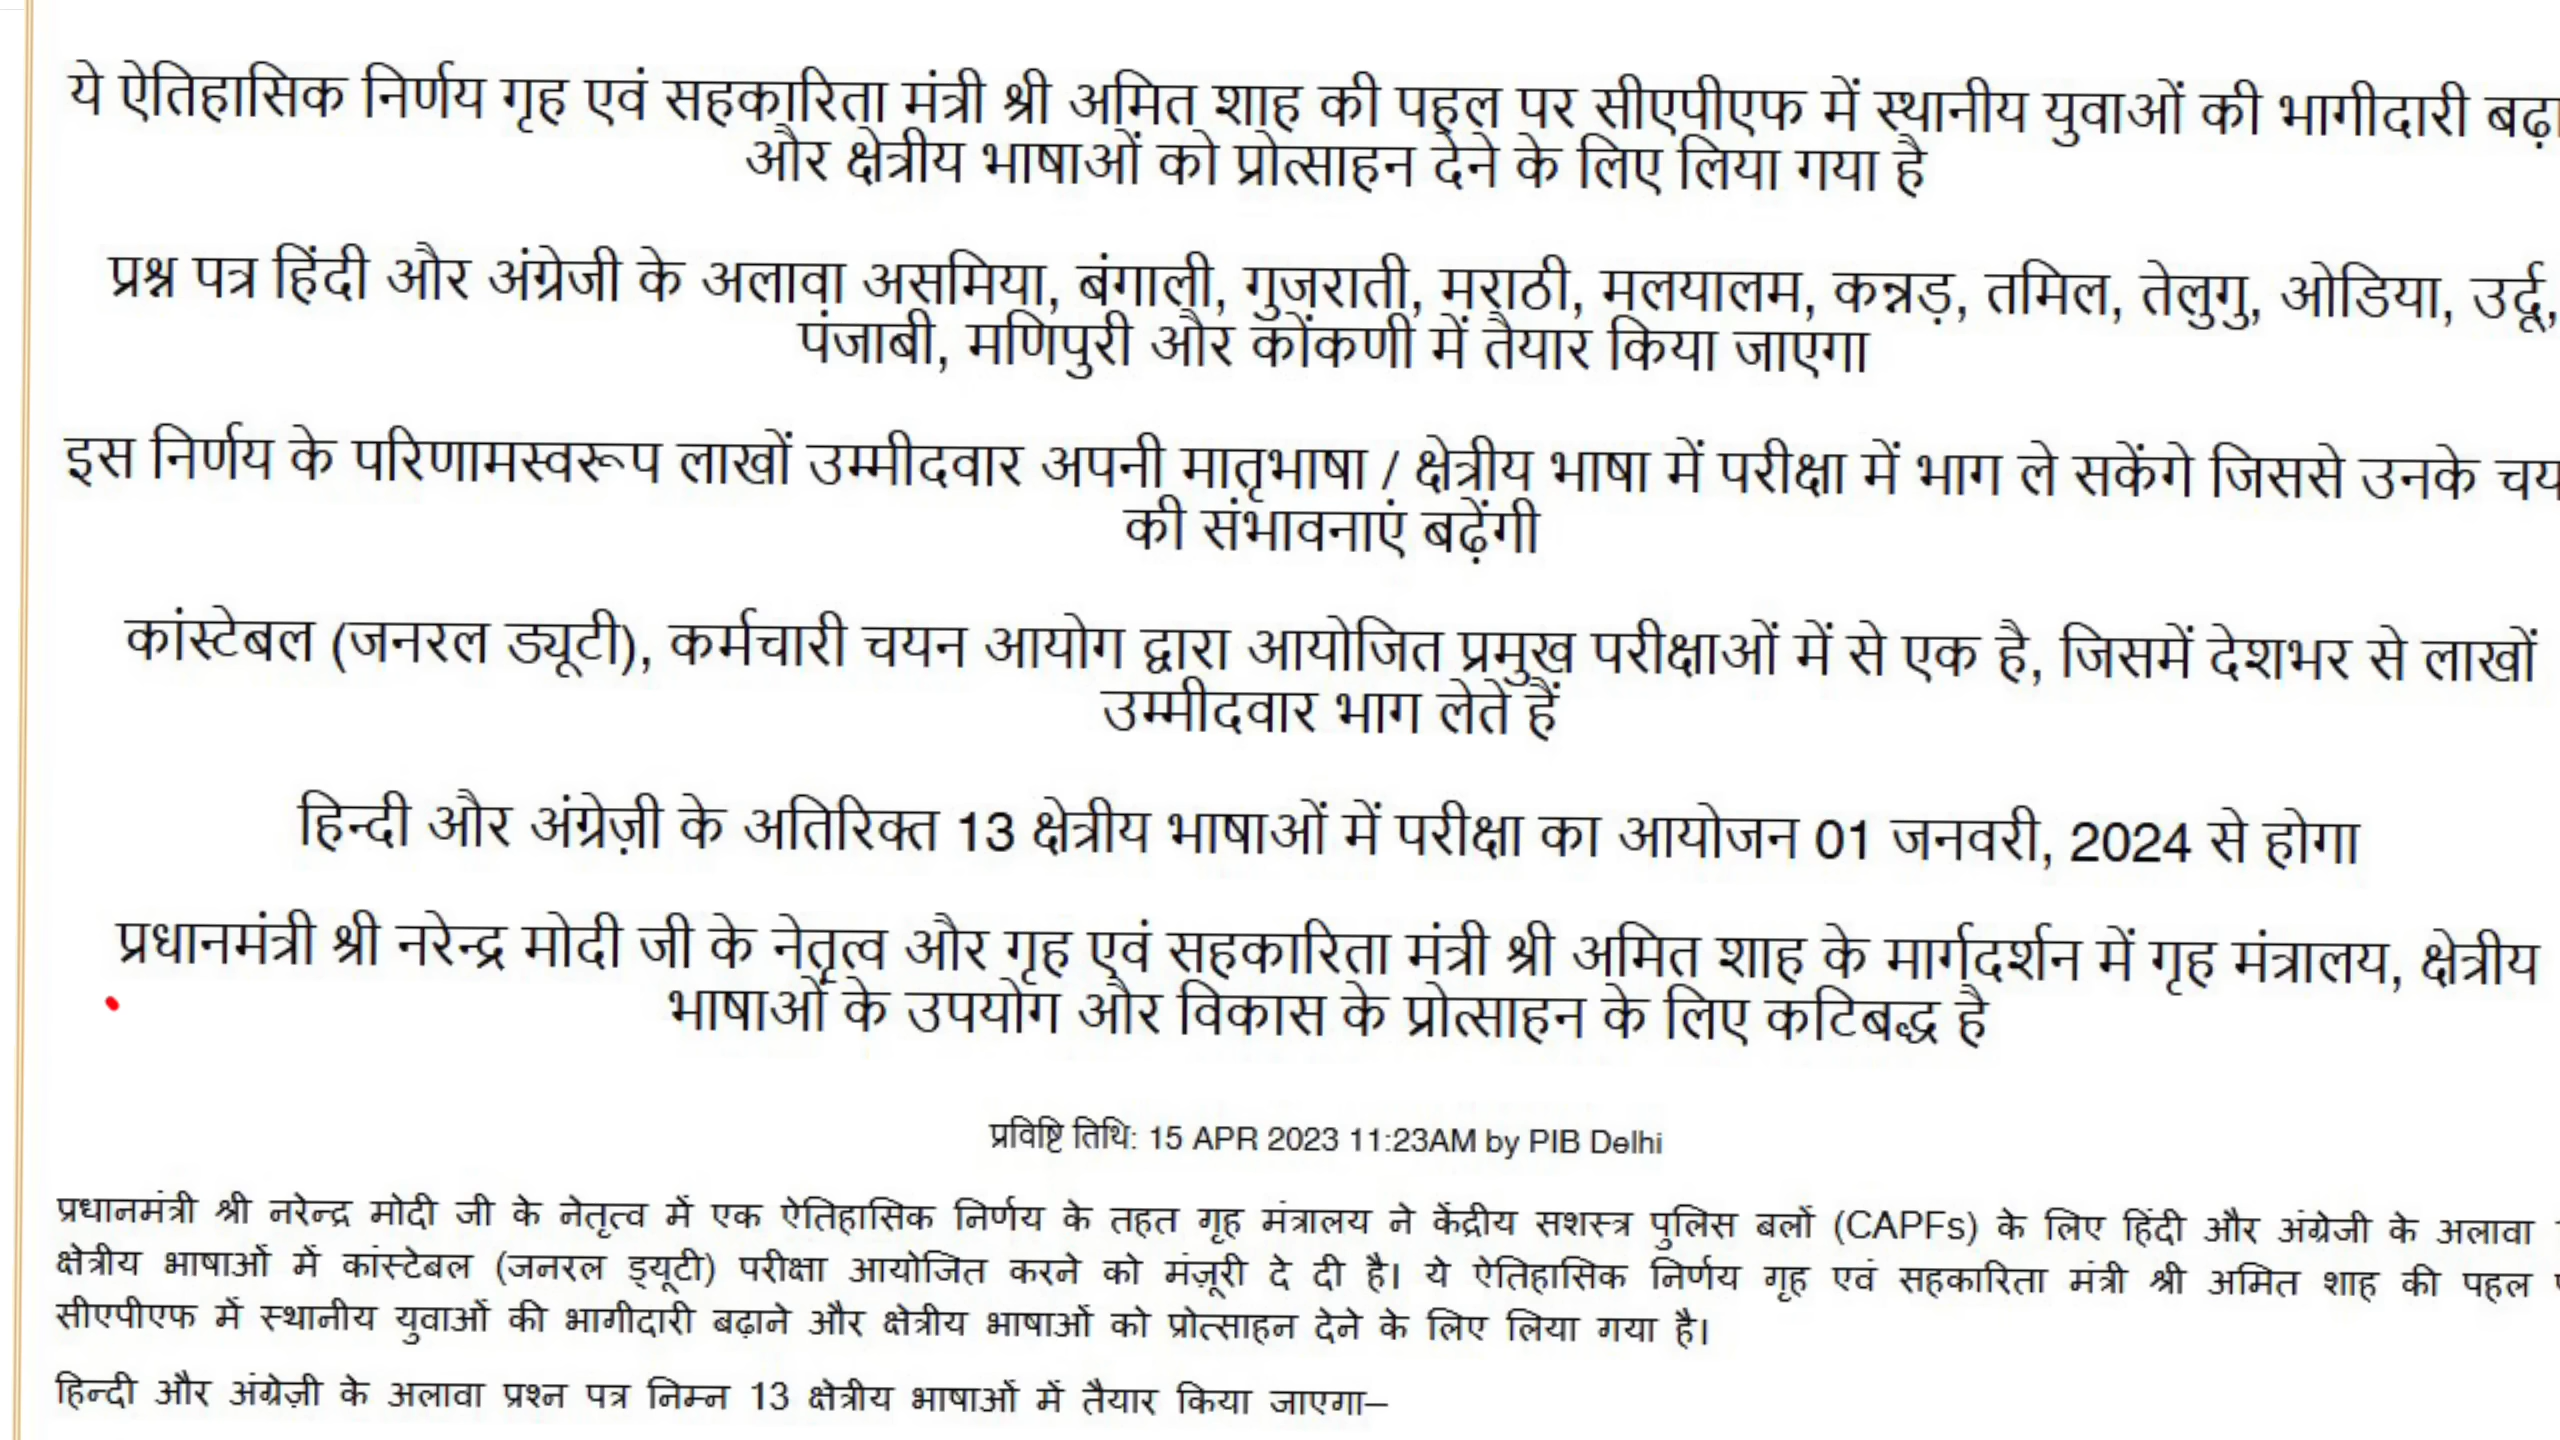 ये ऐतिहासिक निर्णय गृह एवं सहकारिता मंत्री श्री अमित शाह की पहल पर सीएपीएफ में स्थानीय युवाओं की भागीदारी
और क्षेत्रीय भाषाओं को प्रोत्साहन देने के लिए लिया गया है
प्रश्न पत्र हिंदी और अंग्रेजी के अलावा असमिया, बंगाली, गुजराती, मराठी, मलयालम, कन्नड़, तमिल, तेलुगु, ओडिया, उर्दू,
पंजाबी, मणिपुरी और कोंकणी में तैयार किया जाएगा
इस निर्णय के परिणामस्वरूप लाखों उम्मीदवार अपनी मातृभाषा / क्षेत्रीय भाषा में परीक्षा में भाग ले सकेंगे जिससे उनके
की संभावनाएं बढ़ेंगी
कांस्टेबल (जनरल ड्यूटी), कर्मचारी चयन आयोग द्वारा आयोजित प्रमुख परीक्षाओं में से एक है, जिसमें देशभर से लाखों
उम्मीदवार भाग लेते हैं
हिन्दी और अंग्रेज़ी के अतिरिक्त 13 क्षेत्रीय भाषाओं में परीक्षा का आयोजन 01 जनवरी, 2024 से होगा
प्रधानमंत्री श्री नरेन्द्र मोदी जी के नेतृत्व और गृह एवं सहकारिता मंत्री श्री अमित शाह के मार्गदर्शन में गृह मंत्रालय, क्षेत्रीय
भाषाओं के उपयोग और विकास के प्रोत्साहन के लिए कटिबद्ध है
प्रविष्टि तिथि: 15 APR 2023 11:23AM by PIB Delhi
प्रधानमंत्री श्री नरेन्द्र मोदी जी के नेतृत्व में एक ऐतिहासिक निर्णय के तहत गृह मंत्रालय ने केंद्रीय सशस्त्र पुलिस बलों (CAPFs) के लिए हिंदी और अंग्रेजी के अलावा
क्षेत्रीय भाषाओं में कांस्टेबल (जनरल ड्यूटी) परीक्षा आयोजित करने को मंज़ूरी दे दी है। ये ऐतिहासिक निर्णय गृह एवं सहकारिता मंत्री श्री अमित शाह की पहल
सीएपीएफ में स्थानीय युवाओं की भागीदारी बढ़ाने और क्षेत्रीय भाषाओं को प्रोत्साहन देने के लिए लिया गया है।
हिन्दी और अंग्रेज़ी के अलावा प्रश्न पत्र निम्न 13 क्षेत्रीय भाषाओं में तैयार किया जाएगा–